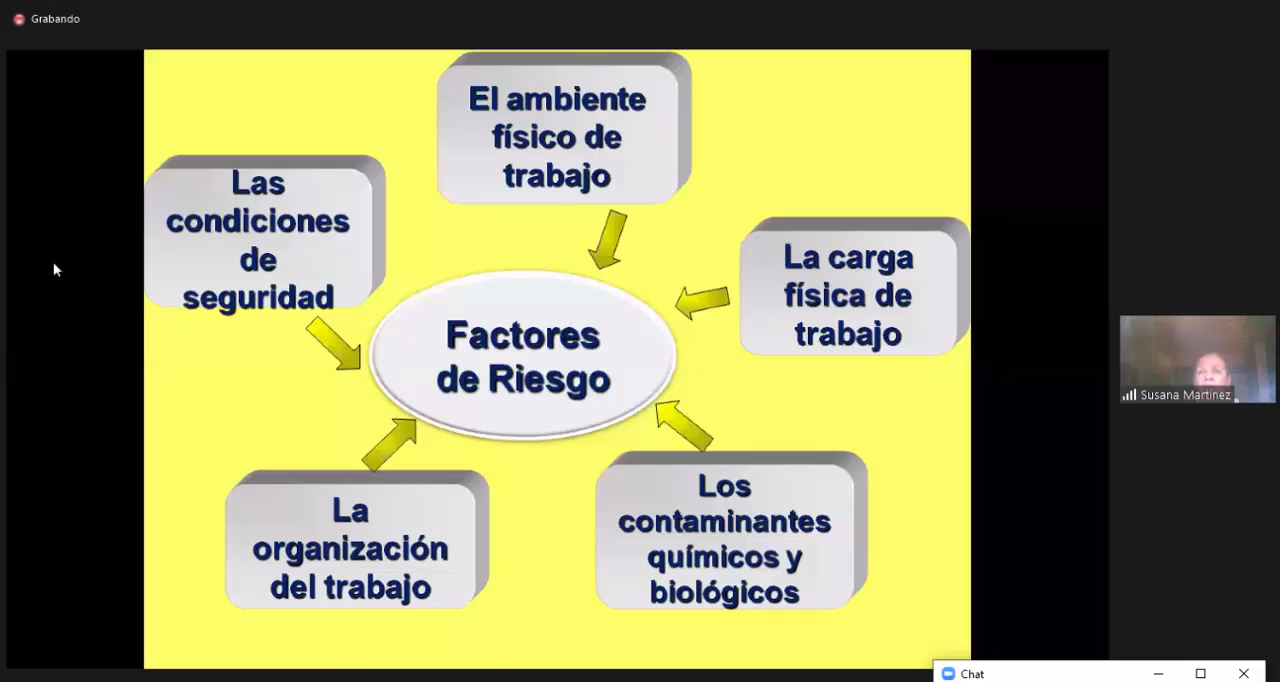 Grabando
El ambiente
físico de
trabajo
Las
condiciones
de
seguridad
La carga
física de
trabajo
Factores
de Riesgo
La
organización
del trabajo
Los
contaminantes
químicos y
biológicos
Susana Martinez
Chat